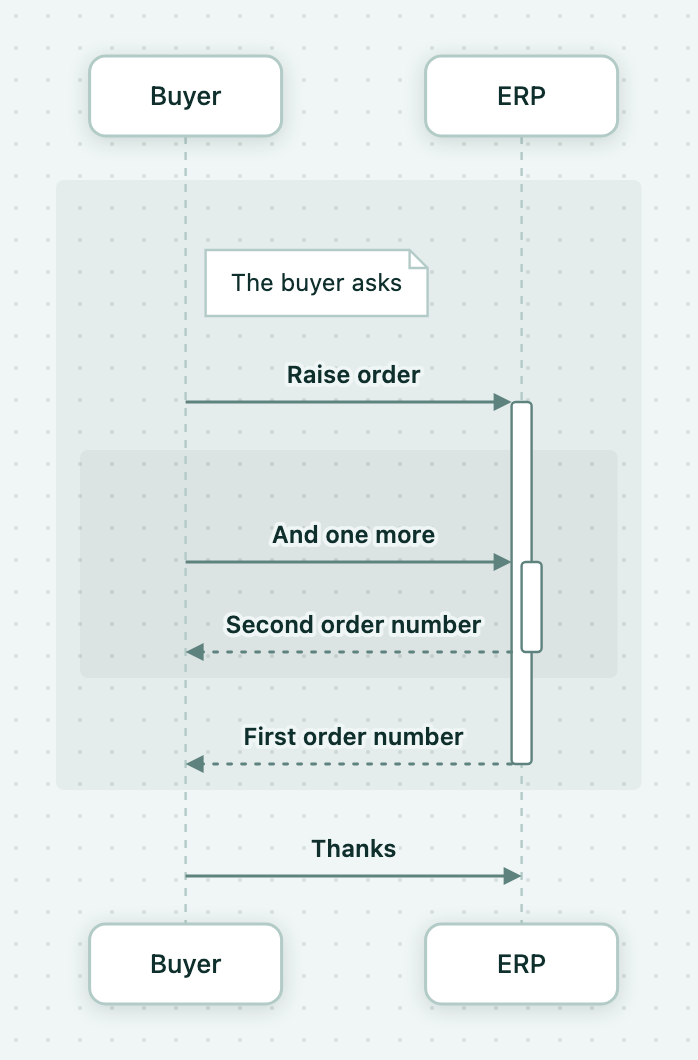 Buyer
ERP
The buyer asks
Raise order
And one more
Second order number
First order number
Thanks
Buyer
ERP